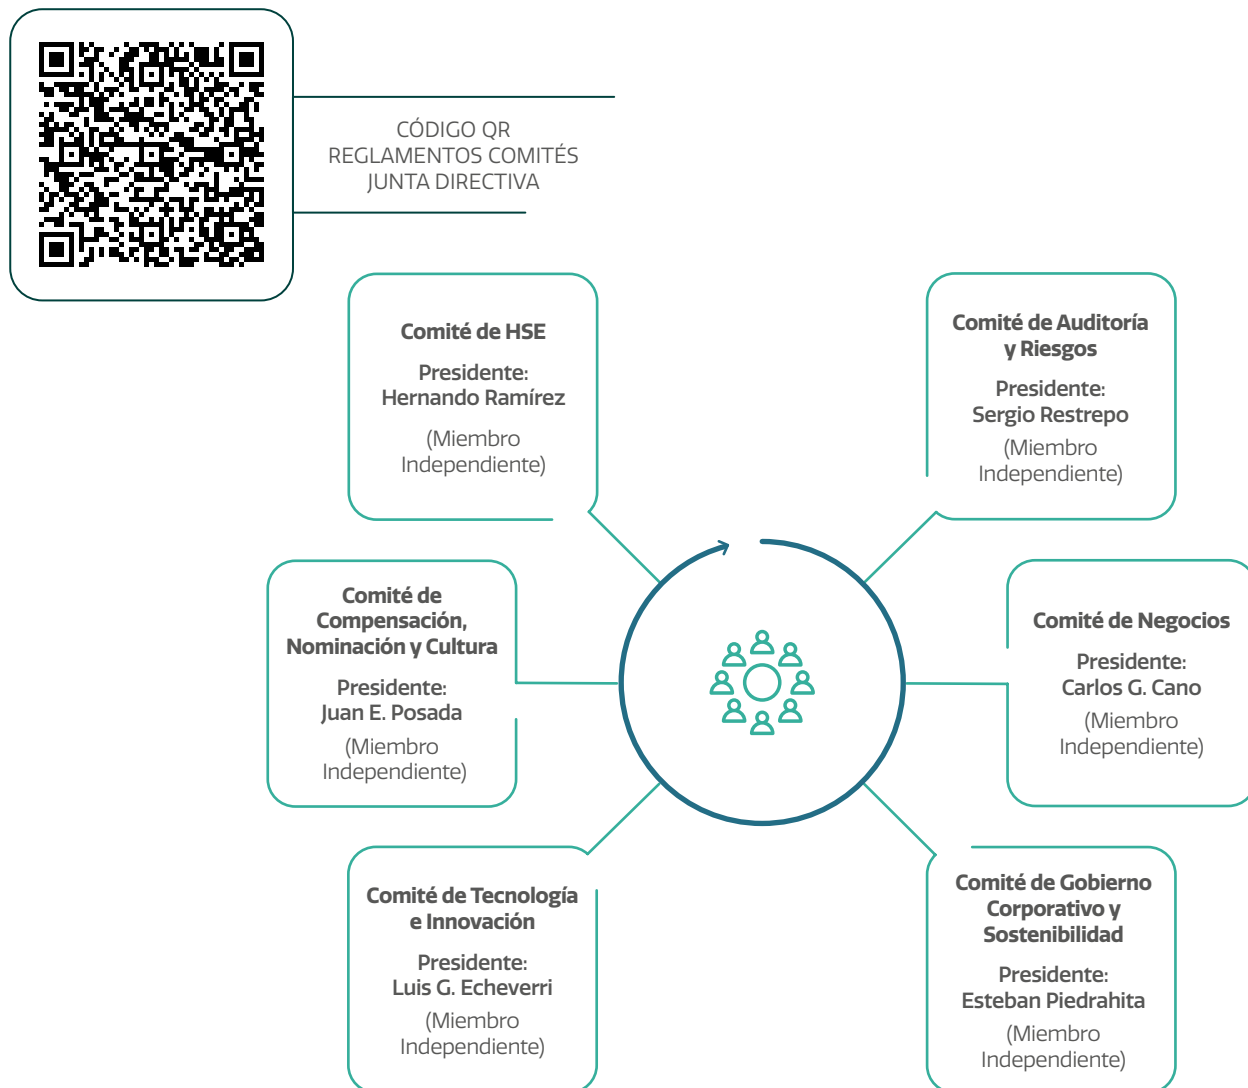 CÓDIGO QR
REGLAMENTOS COMITÉS
JUNTA DIRECTIVA
Comité de HSE
Presidente:
Hernando Ramírez
(Miembro
Independiente)
Comité de Auditoría
y Riesgos
Presidente:
Sergio Restrepo
(Miembro
Independiente)
Comité de
Compensación,
Nominación y Cultura
Presidente:
Juan E. Posada
(Miembro
Independiente)
Comité de Negocios
Presidente:
Carlos G. Cano
(Miembro
Independiente)
Comité de Tecnología
e Innovación
Presidente:
Luis G. Echeverri
(Miembro
Independiente)
Comité de Gobierno
Corporativo y
Sostenibilidad
Presidente:
Esteban Piedrahita
(Miembro
Independiente)